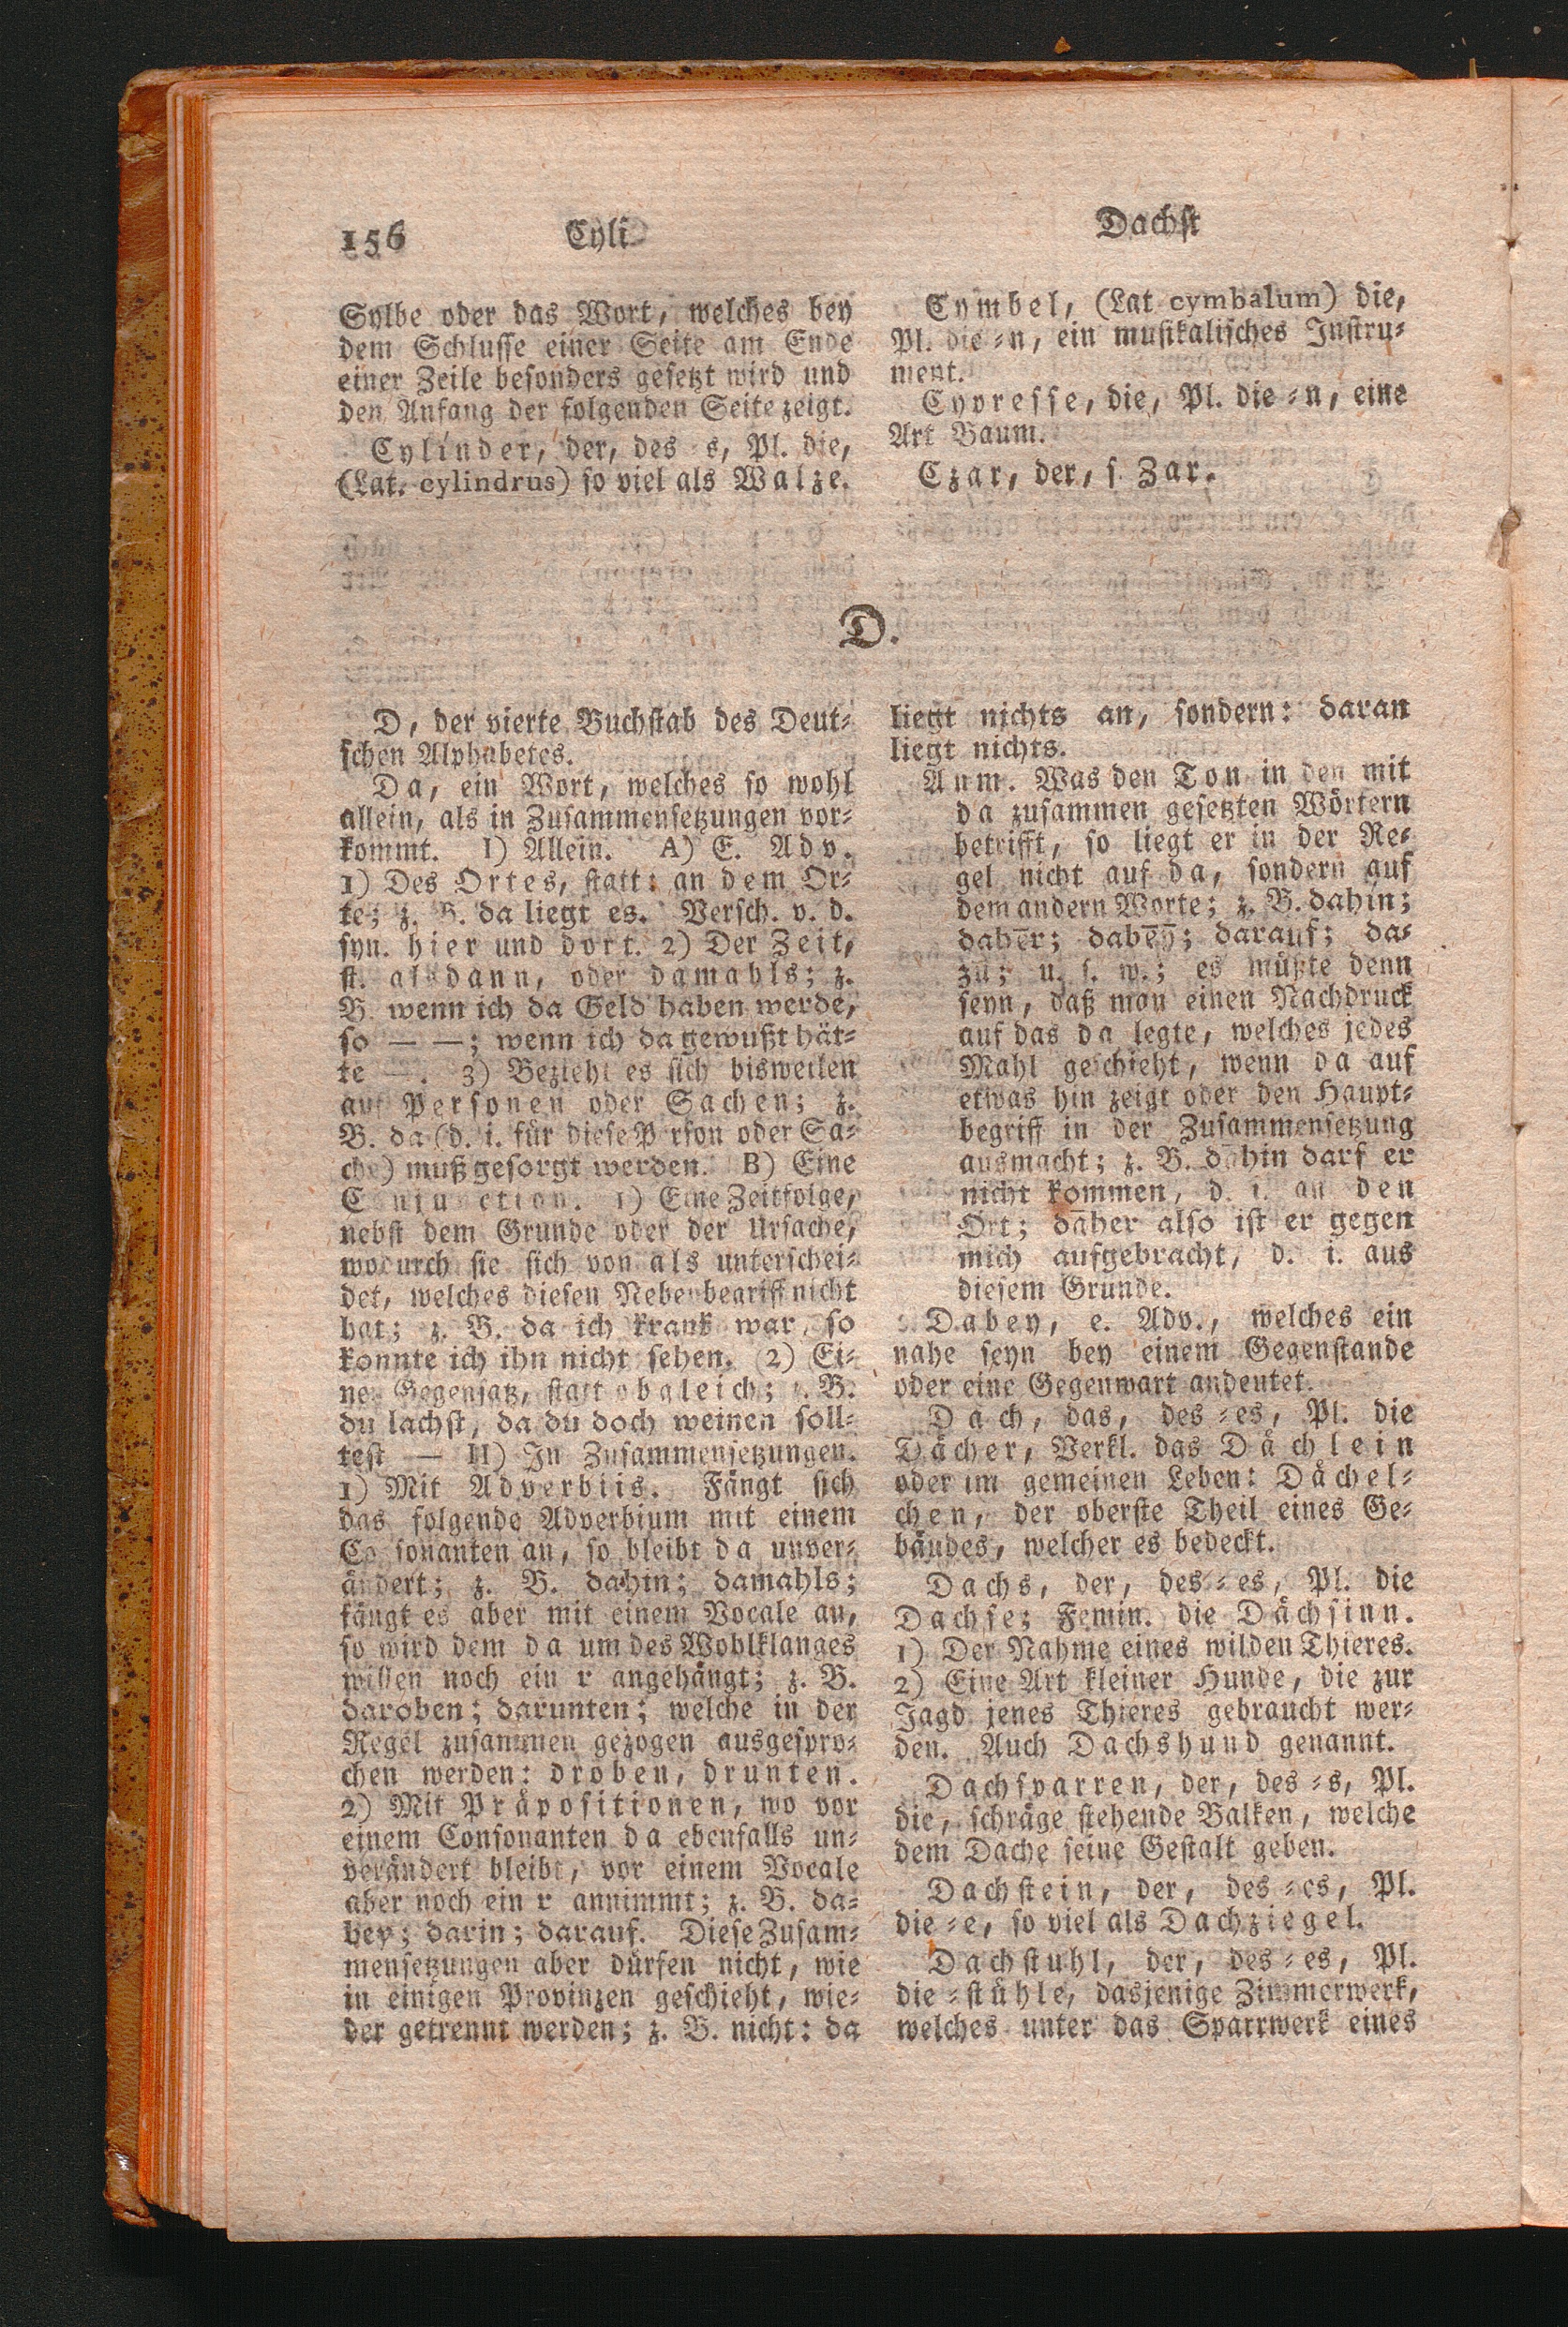 156 Cyli
Dachst
Sylbe oder das Wort, welches bey
dem Schlusse einer Seite am Ende
einer Zeile besonders gesetzt wird und
den Anfang der folgenden Seite zeigt.
Cylínder, der, des s, Pl. die,
(Lat. cylindrus) so viel als Walze.
Cymbel, (Lat cymbalum) die,
Pl. die ⸗n, ein musikalisches Instru⸗
ment.
Cypresse, die, Pl. die ⸗n, eine
Art Baum.
Czar, der, s. Zar.
D.
D, der vierte Buchstab des Deut⸗
schen Alphabetes.
Da, ein Wort, welches so wohl
allein, als in Zusammensetzungen vor⸗
kommt. I) Allein. A) E. Adv.
1) Des Ortes, statt: an dem Or⸗
te; z. B. da liegt es. Versch. v. d.
syn. hier und dort. 2) Der Zeit,
st. alsdann, oder damahls; z.
B. wenn ich da Geld haben werde,
so — —; wenn ich da gewußt hät⸗
te —. 3) Bezieht es sich bisweilen
auf Personen oder Sachen; z.
B. da (d. i. für diese P rson oder Sa⸗
che) muß gesorgt werden. B) Eine
Conjunction. 1) Eine Zeitfolge,
nebst dem Grunde oder der Ursache,
wodurch sie sich von als unterschei⸗
det, welches diesen Nebenbegriff nicht
hat; z. B. da ich krank war, so
konnte ich ihn nicht sehen. (2) Ei⸗
nen Gegensatz, statt obgleich; z. B.
du lachst, da du doch weinen soll⸗
test — II) In Zusammensetzungen.
1) Mit Adverbiis. Fängt sich
das folgende Adverbium mit einem
Consonanten an, so bleibt da unver⸗
ändert; z. B. dahin; damahls;
fängt es aber mit einem Vocale an,
so wird dem da um des Wohlklanges
willen noch ein r angehängt; z. B.
daroben; darunten; welche in der
Regel zusammen gezogen ausgespro⸗
chen werden: droben, drunten.
2) Mit Präpositionen, wo vor
einem Consonanten da ebenfalls un⸗
verändert bleibt, vor einem Vocale
aber noch ein r annimmt; z. B. da⸗
bey; darin; darauf. Diese Zusam⸗
mensetzungen aber dürfen nicht, wie
in einigen Provinzen geschieht, wie⸗
der getrennt werden; z. B. nicht: da
liegt nichts an, sondern: daran
liegt nichts.
Anm. Was den Ton in den mit
da zusammen gesetzten Wörtern
betrifft, so liegt er in der Re⸗
gel nicht auf da, sondern auf
dem andern Worte; z. B. dahin;
dahēr; dabēȳ; darauf; da⸗
zū; u. s. w.; es müßte denn
seyn, daß man einen Nachdruck
auf das da legte, welches jedes
Mahl geschieht, wenn da auf
etwas hin zeigt oder den Haupt⸗
begriff in der Zusammensetzung
ausmacht; z. B. dāhin darf er
nicht kommen, d. i. an den
Ort; dāher also ist er gegen
mich aufgebracht, d. i. aus
diesem Grunde.
Dabey, e. Adv., welches ein
nahe seyn bey einem Gegenstande
oder eine Gegenwart andeutet.
Dach, das, des ⸗es, Pl. die
Dächer, Verkl. das Dächlein
oder im gemeinen Leben: Dächel⸗
chen, der oberste Theil eines Ge⸗
bäudes, welcher es bedeckt.
Dachs, der, des ⸗es, Pl. die
Dachse; Femin. die Dächsinn.
1) Der Nahme eines wilden Thieres.
2) Eine Art kleiner Hunde, die zur
Jagd jenes Thieres gebraucht wer⸗
den. Auch Dachshund genannt.
Dachsparren, der, des ⸗s, Pl.
die, schräge stehende Balken, welche
dem Dache seine Gestalt geben.
Dachstein, der, des ⸗es, Pl.
die ⸗e, so viel als Dachziegel.
Dachstuhl, der, des ⸗es, Pl.
die ⸗stühle, dasjenige Zimmerwerk,
welches unter das Sparrwerk eines